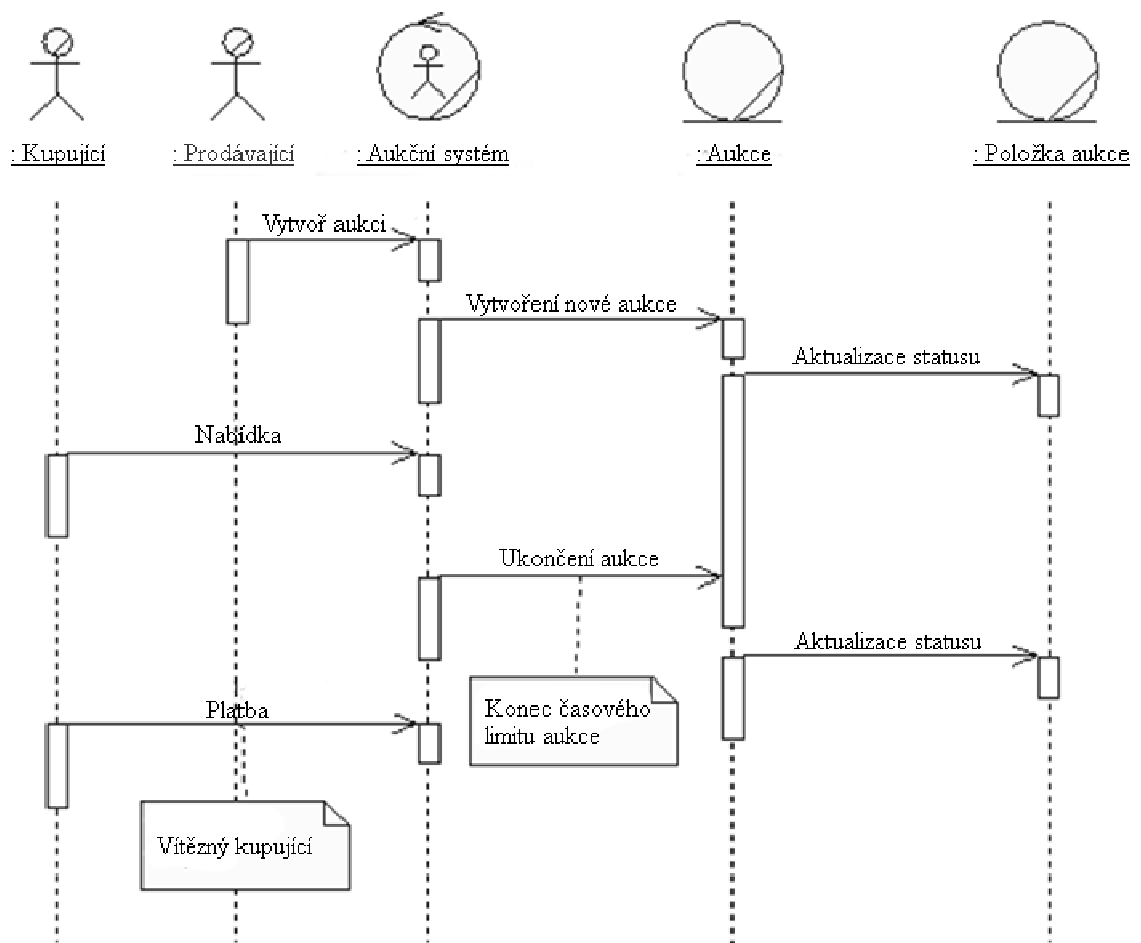 : Kupující
: Prodávající
: Aukční systém
: Aukce
: Položka aukce
Vytvoř aukci
Vytvoření nové aukce
Aktualizace statusu
Nabídka
Ukončení aukce
Aktualizace statusu
Platba
Konec časového
limitu aukce
Vítězný kupující